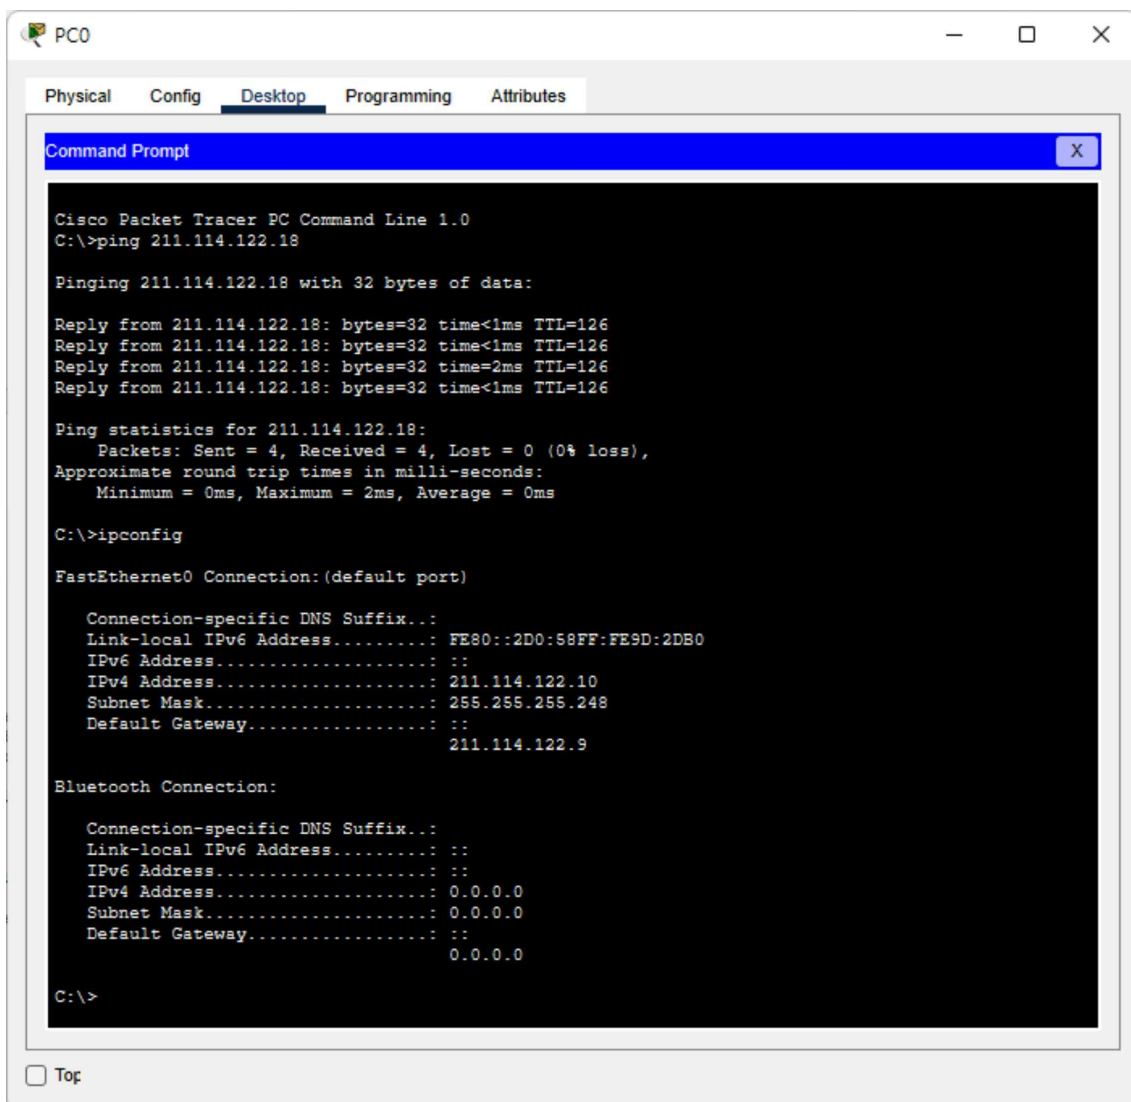 PC0
Physical Config Desktop Programming Attributes
Command Prompt X
Cisco Packet Tracer PC Command Line 1.0
C:\>ping 211.114.122.18
Pinging 211.114.122.18 with 32 bytes of data:
Reply from 211.114.122.18: bytes=32 time<1ms TTL=126
Reply from 211.114.122.18: bytes=32 time<1ms TTL=126
Reply from 211.114.122.18: bytes=32 time=2ms TTL=126
Reply from 211.114.122.18: bytes=32 time<1ms TTL=126
Ping statistics for 211.114.122.18:
Packets: Sent = 4, Received = 4, Lost = 0 (0% loss),
Approximate round trip times in milli-seconds:
Minimum = 0ms, Maximum = 2ms, Average = 0ms
C:\>ipconfig
FastEthernet0 Connection:(default port)
Connection-specific DNS Suffix..:
Link-local IPv6 Address.........: FE80::2D0:58FF:FE9D:2DB0
IPv6 Address....................: ::
IPv4 Address....................: 211.114.122.10
Subnet Mask.....................: 255.255.255.248
Default Gateway.................: ::
211.114.122.9
Bluetooth Connection:
Connection-specific DNS Suffix..:
Link-local IPv6 Address.........: ::
IPv6 Address....................: ::
IPv4 Address....................: 0.0.0.0
Subnet Mask.....................: 0.0.0.0
Default Gateway.................: ::
0.0.0.0
C:\>
Top